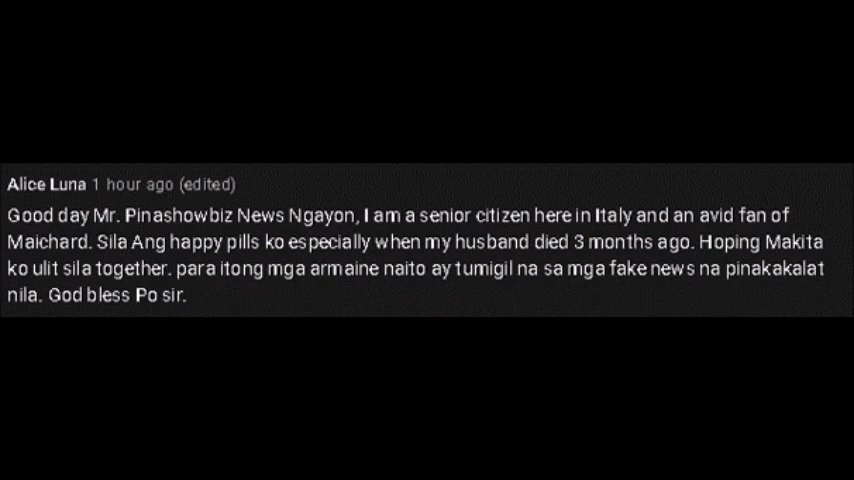 Alice Luna 1 hour ago (edited)
Good day Mr. Pinashowbiz News Ngayon, I am a senior citizen here in Italy and an avid fan of
Maichard. Sila Ang happy pills ko especially when my husband died 3 months ago. Hoping Makita
ko ulit sila together. para itong mga armaine naito ay tumigil na sa mga fake news na pinakakalat
nila. God bless Po sir.